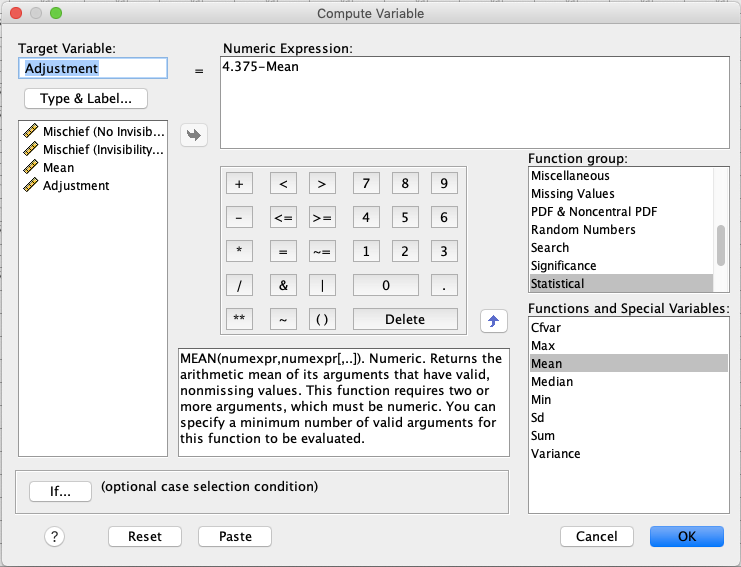 Compute Variable
Target Variable:
Adjustment
Type & Label...
=
Numeric Expression:
4.375-Mean
Mischief (No Invisib...
Mischief (Invisibility...
Mean
Adjustment
+ < > 7 8 9
- <= >= 4 5 6
* = ~= 1 2 3
/ & | 0 .
** ~ ( ) Delete
Function group:
Miscellaneous
Missing Values
PDF & Noncentral PDF
Random Numbers
Search
Significance
Statistical
Functions and Special Variables:
Cfvar
Max
Mean
Median
Min
Sd
Sum
Variance
MEAN(numexpr,numexpr[,..]). Numeric. Returns the
arithmetic mean of its arguments that have valid,
nonmissing values. This function requires two or
more arguments, which must be numeric. You can
specify a minimum number of valid arguments for
this function to be evaluated.
If... (optional case selection condition)
? Reset Paste Cancel OK